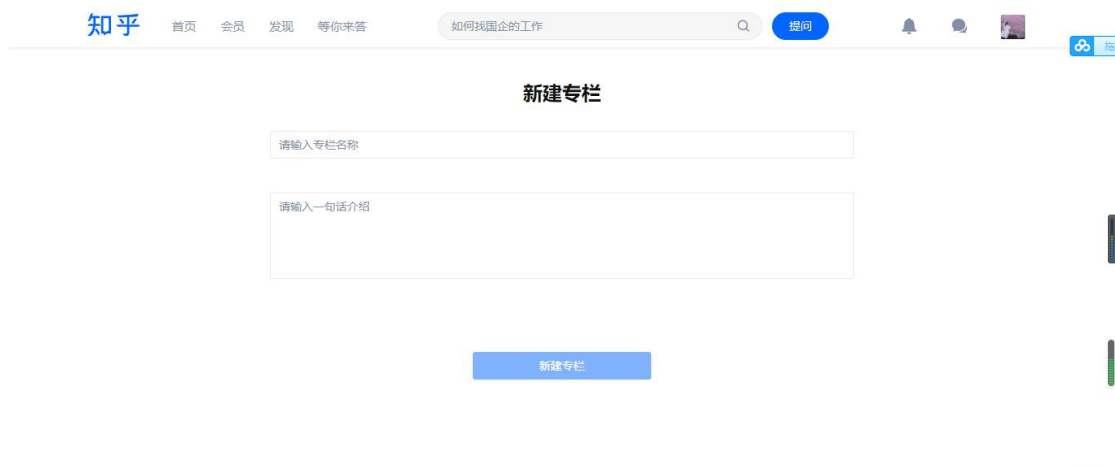 知乎 首页 会员 发现 等你来答 如何找国企的工作 提问
拖
新建专栏
请输入专栏名称
请输入一句话介绍
新建专栏